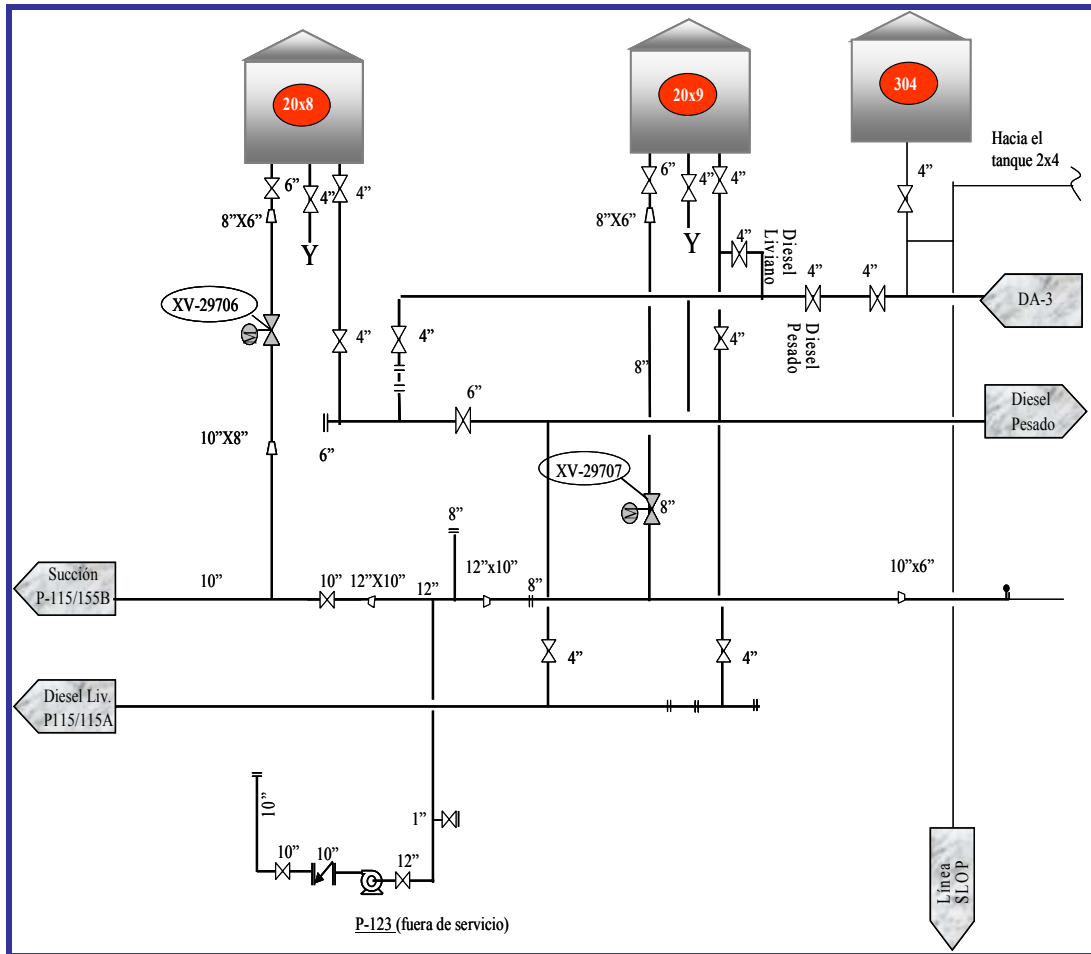 20x8
20x9
304
Hacia el
tanque 2x4
6”
4”
4”
6”
4”
4”
4”
8”X6”
8”X6”
Y
Y
4”
Diesel
Liviano
XV-29706
4”
4”
DA-3
4”
4”
Diesel
Pesado
4”
8”
6”
Diesel
Pesado
10”X8”
6”
XV-29707
M
M
8”
8”
Succión
P-115/155B
10”
10”
12”X10”
12”
12”x10”
8”
10”x6”
4”
4”
Diesel Liv.
P115/115A
10”
1”
10”
10”
12”
Línea
SLOP
P-123 (fuera de servicio)